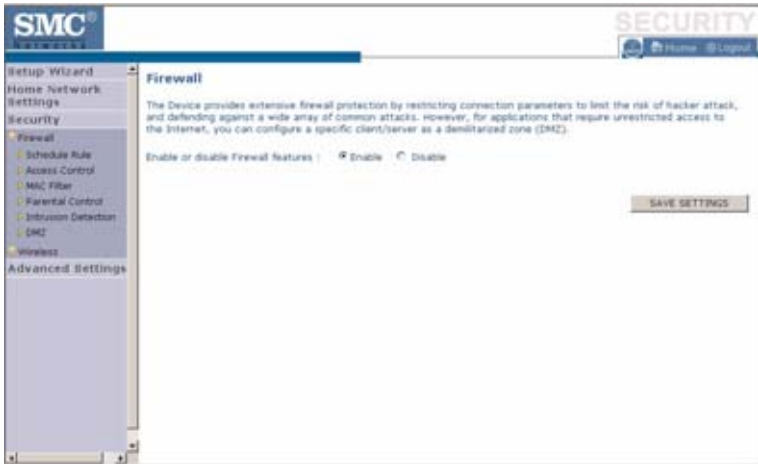 SMC®
Networks
SECURITY
Home Logout
Setup Wizard
Home Network
Settings
Security
Firewall
Schedule Rule
Access Control
MAC Filter
Parental Control
Intrusion Detection
DMZ
Wireless
Advanced Settings
Firewall
The Device provides extensive firewall protection by restricting connection parameters to limit the risk of hacker attack,
and defending against a wide array of common attacks. However, for applications that require unrestricted access to
the Internet, you can configure a specific client/server as a demilitarized zone (DMZ).
Enable or disable Firewall features : Enable Disable
SAVE SETTINGS